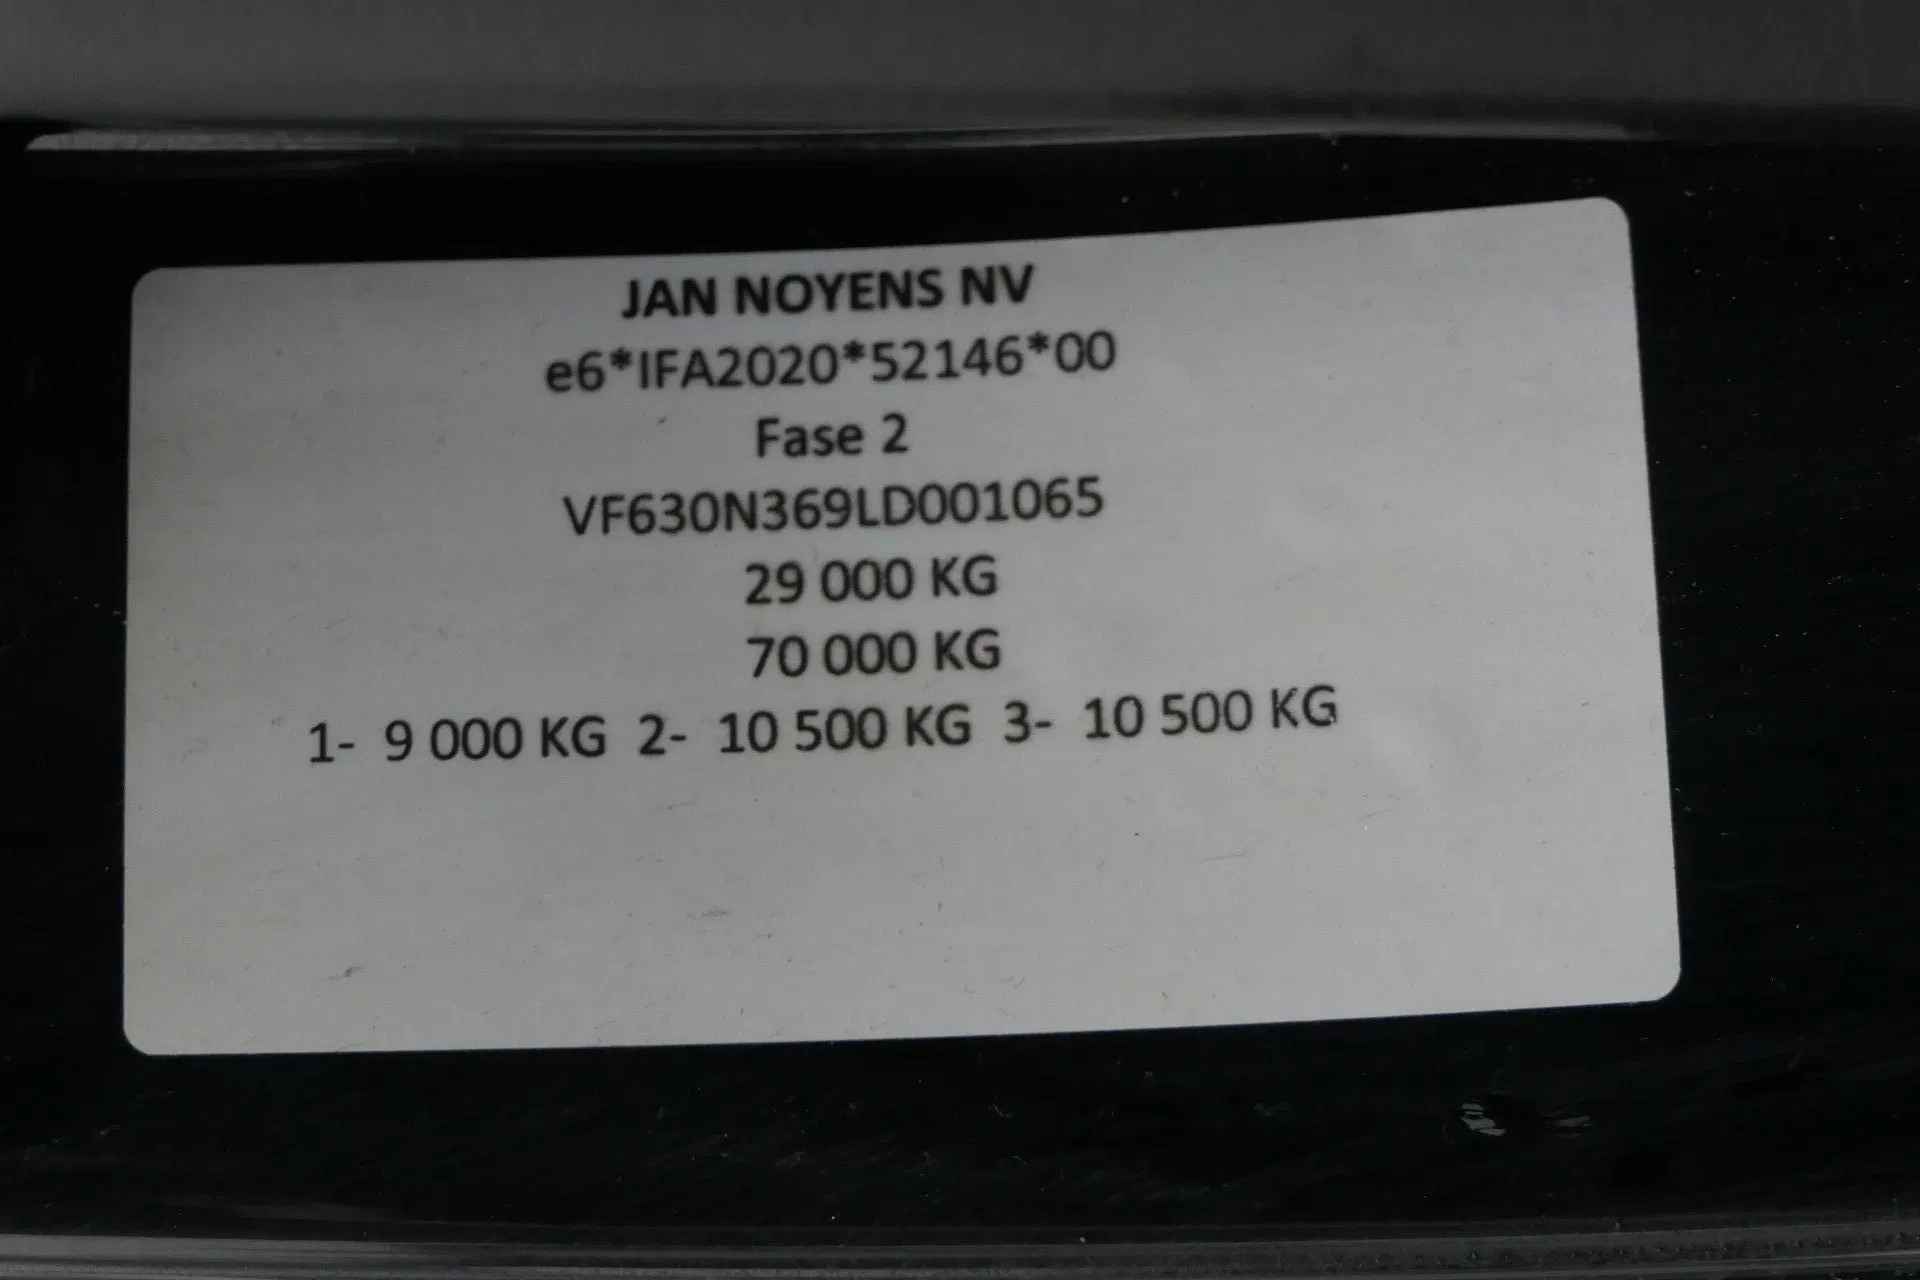 JAN NOYENS NV
e6*IFA2020*52146*00
Fase 2
VF630N369LD001065
29 000 KG
70 000 KG
1- 9 000 KG 2- 10 500 KG 3- 10 500 KG